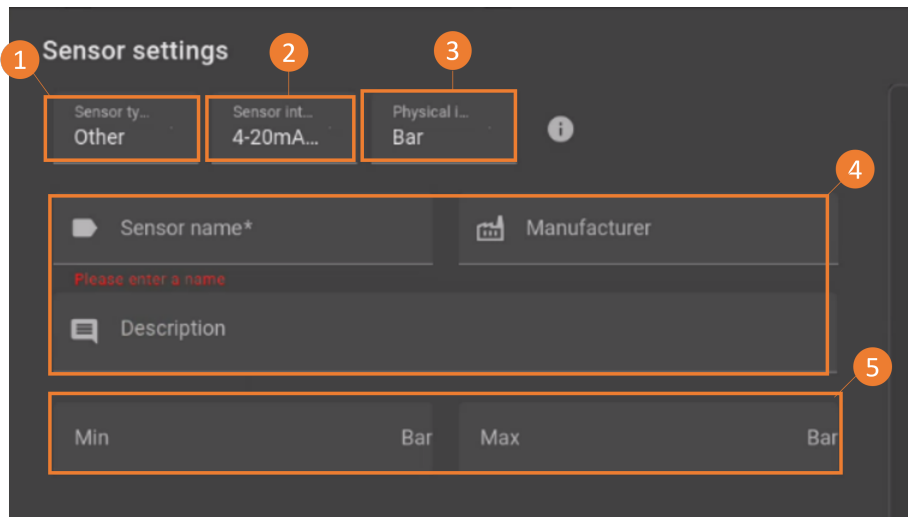 Sensor settings
1
2
3
Sensor ty...
Sensor int...
Physical i...
Other
4-20mA...
Bar
4
Sensor name*
Manufacturer
Please enter a name
Description
5
Min
Bar
Max
Bar